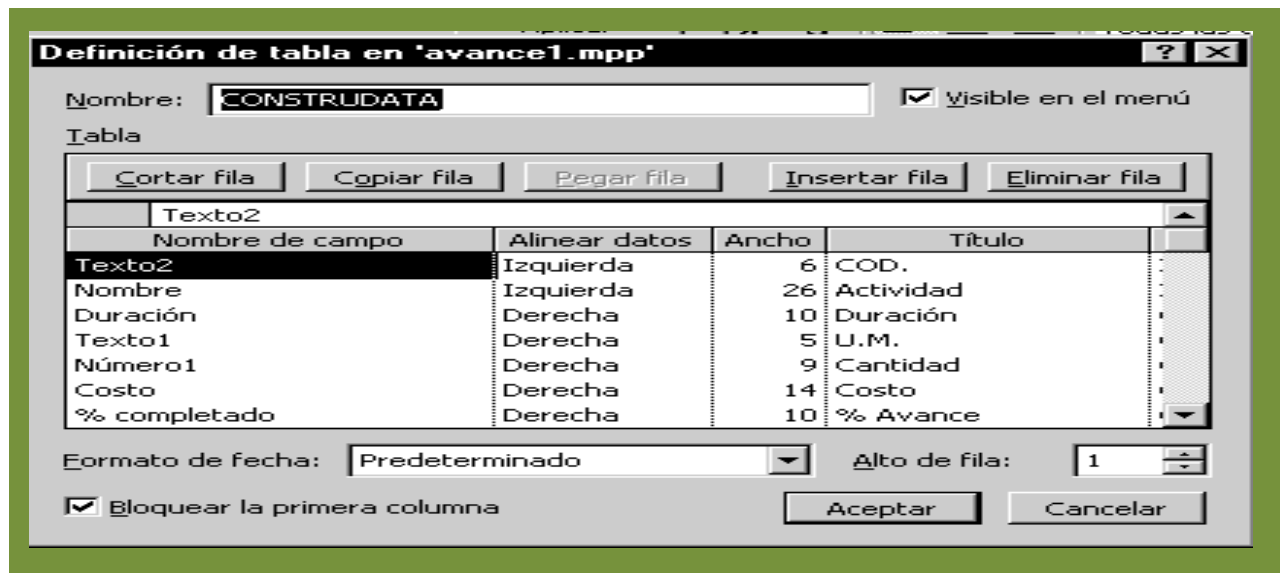 Definición de tabla en 'avance1.mpp'
Nombre: CONSTRUDATA Visible en el menú
Tabla
Cortar fila Copiar fila Pegar fila Insertar fila Eliminar fila
Texto2
Nombre de campo Alinear datos Ancho Título
Texto2 Izquierda 6 COD.
Nombre Izquierda 26 Actividad
Duración Derecha 10 Duración
Texto1 Derecha 5 U.M.
Número1 Derecha 9 Cantidad
Costo Derecha 14 Costo
% completado Derecha 10 % Avance
Formato de fecha: Predeterminado Alto de fila: 1
Bloquear la primera columna Aceptar Cancelar